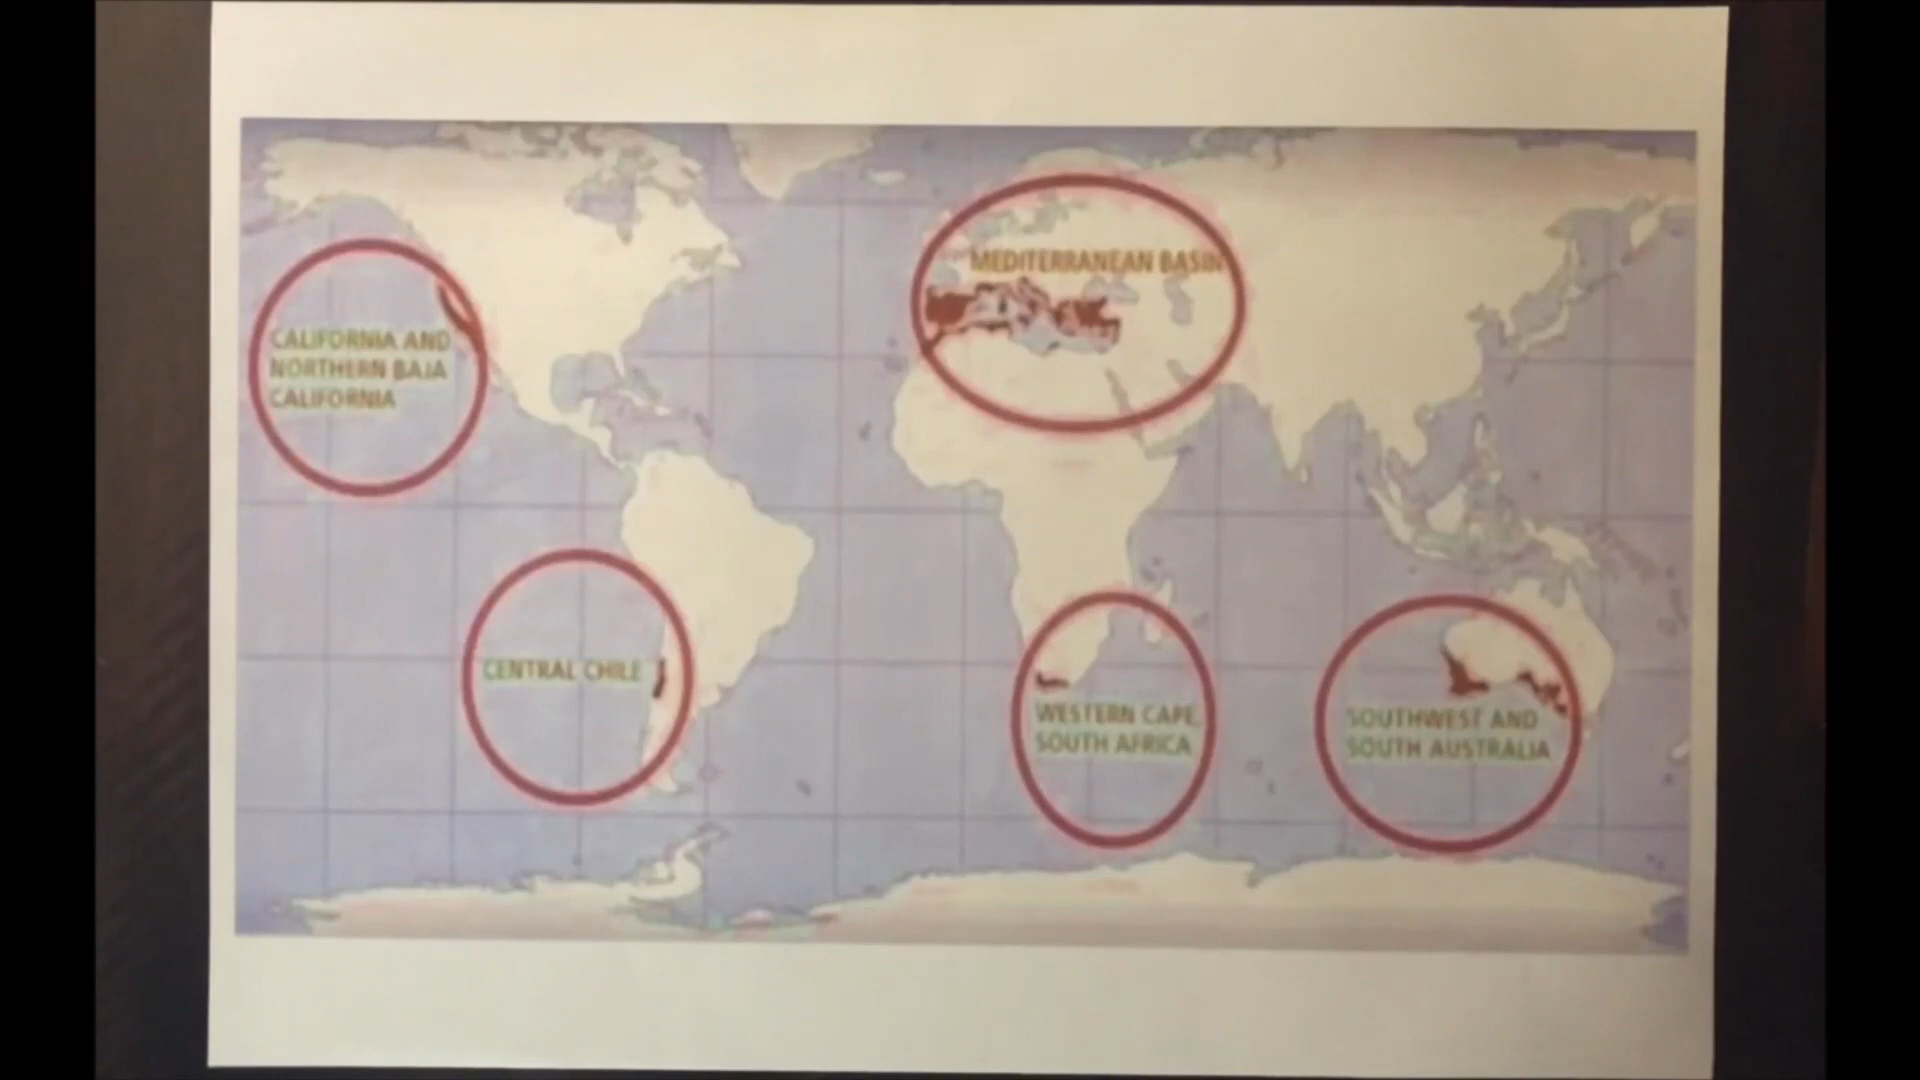 MEDITERRANEAN BASIN
CALIFORNIA AND
NORTHERN BAJA
CALIFORNIA
CENTRAL CHILE
WESTERN CAPE,
SOUTH AFRICA
SOUTHWEST AND
SOUTH AUSTRALIA